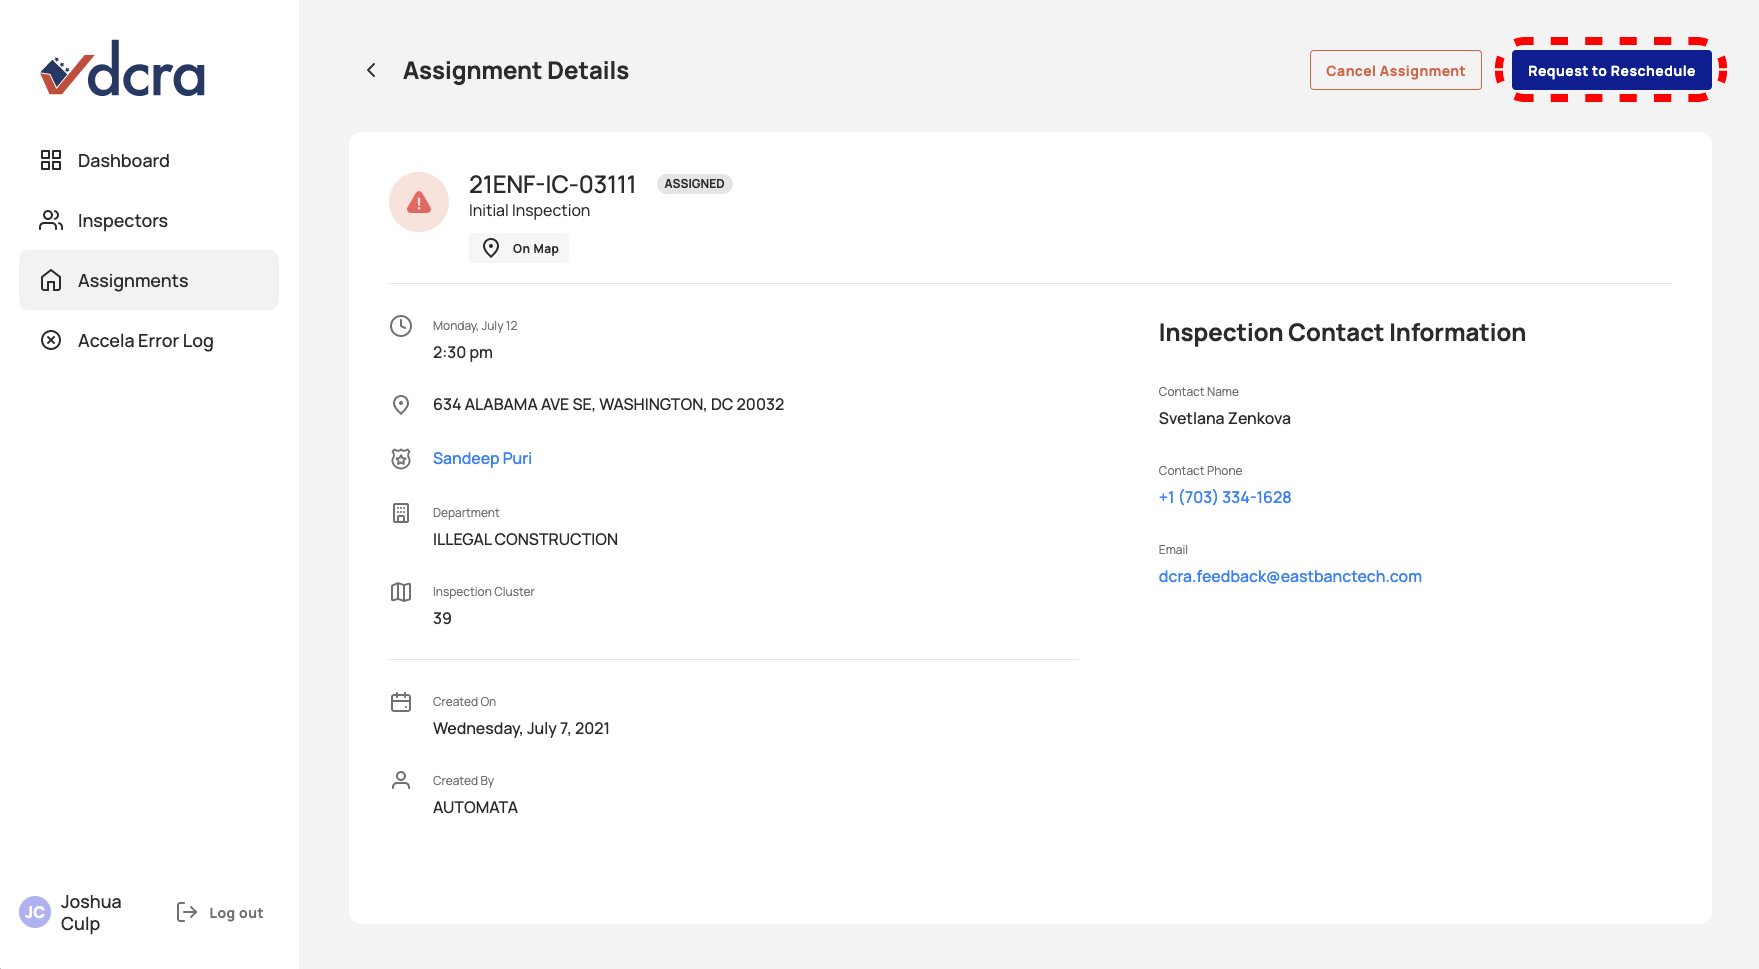 dcra
Dashboard
Inspectors
Assignments
Accela Error Log
JC
Joshua
Culp
Log out
Assignment Details
Cancel Assignment
Request to Reschedule
21ENF-IC-03111
ASSIGNED
Initial Inspection
On Map
Monday, July 12
2:30 pm
634 ALABAMA AVE SE, WASHINGTON, DC 20032
Sandeep Puri
Department
ILLEGAL CONSTRUCTION
Inspection Cluster
39
Created On
Wednesday, July 7, 2021
Created By
AUTOMATA
Inspection Contact Information
Contact Name
Svetlana Zenkova
Contact Phone
+1 (703) 334-1628
Email
dcra.feedback@eastbanctech.com